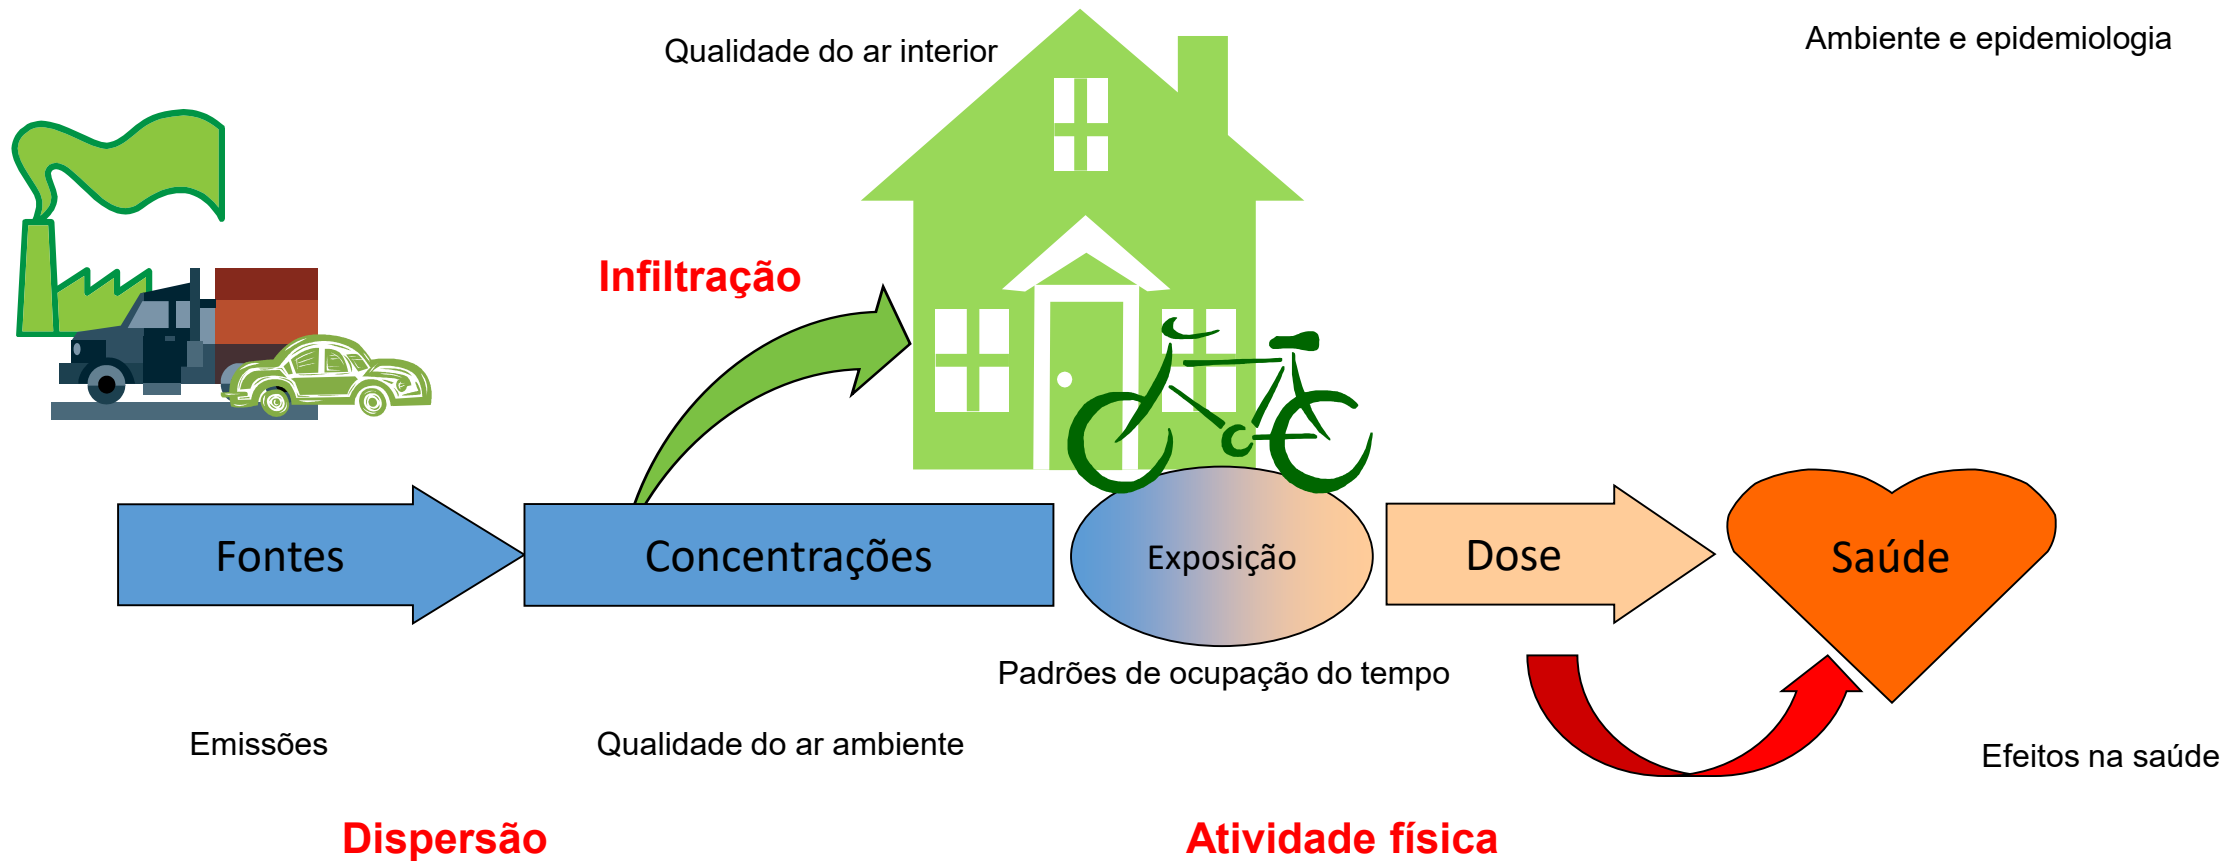 Qualidade do ar interior
Ambiente e epidemiologia
Infiltração
Fontes
Concentrações
Exposição
Dose
Saúde
Padrões de ocupação do tempo
Emissões
Qualidade do ar ambiente
Efeitos na saúde
Dispersão
Atividade física